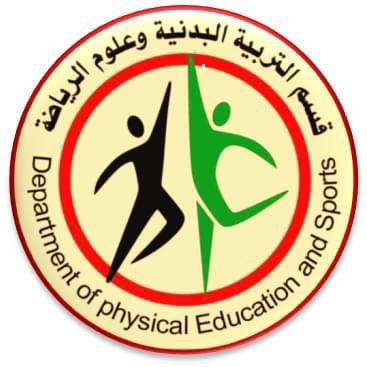 قسم التربية البدنية وعلوم الرياضة
Department of physical Education and Sports